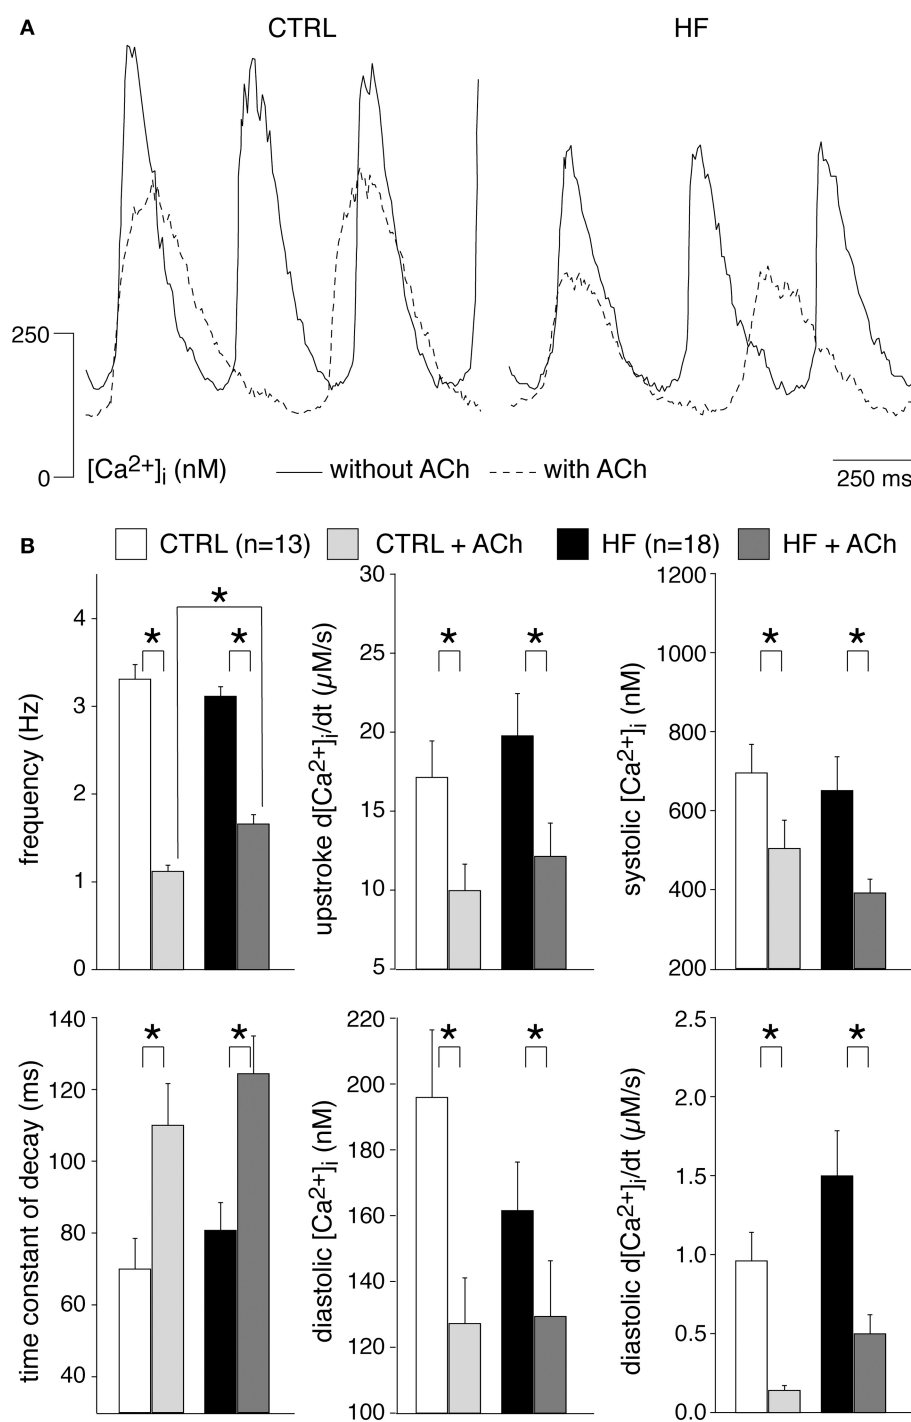 A
CTRL
HF
250
0
[Ca2+]i (nM)
without ACh
with ACh
250 ms
B
CTRL (n=13)
CTRL + ACh
HF (n=18)
HF + ACh
frequency (Hz)
4
3
2
1
0
*
*
*
upstroke d[Ca2+]i/dt (µM/s)
30
25
20
15
10
5
*
*
systolic [Ca2+]i (nM)
1200
1000
800
600
400
200
*
*
time constant of decay (ms)
140
120
100
80
60
40
*
*
diastolic [Ca2+]i (nM)
220
200
180
160
140
120
100
*
*
diastolic d[Ca2+]i/dt (µM/s)
2.5
2.0
1.5
1.0
0.5
0.0
*
*